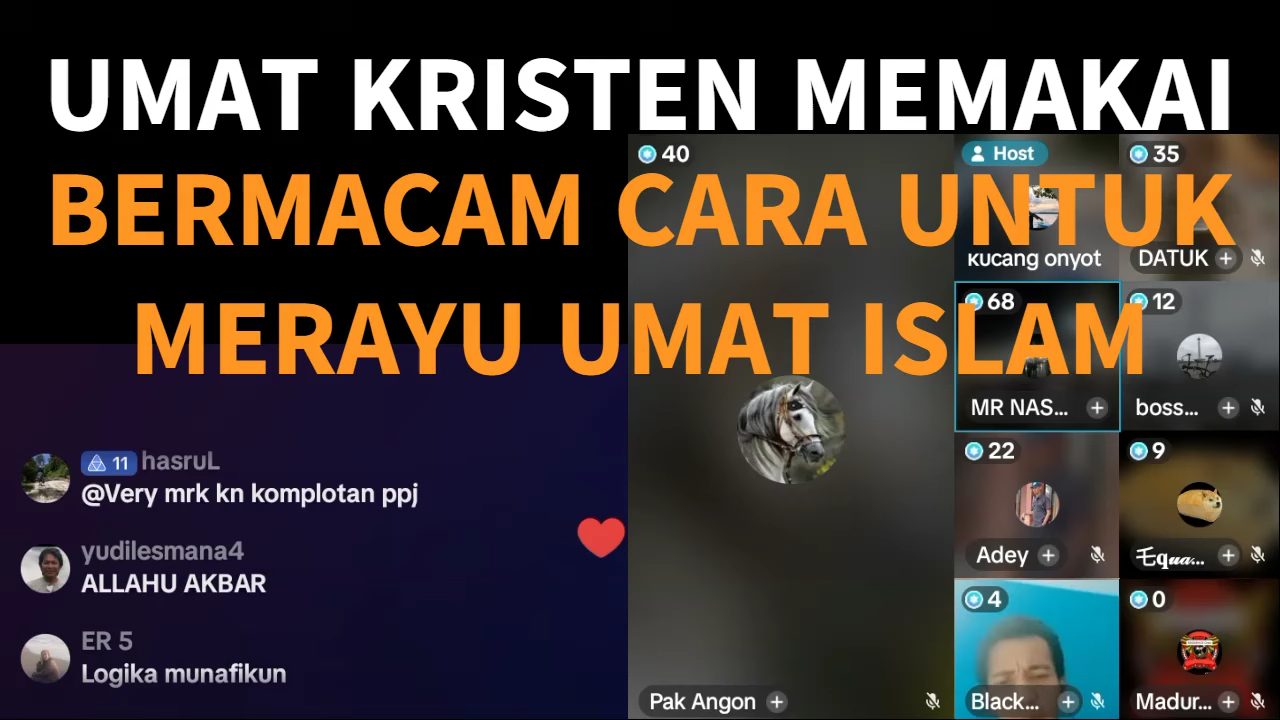 UMAT KRISTEN MEMAKAI
BERMACAM CARA UNTUK
MERAYU UMAT ISLAM
40
Host
35
kucang onyot
DATUK +
68
12
MR NAS... +
boss... +
22
9
Adey +
Equa... +
4
0
Pak Angon +
Black... +
Madur... +
11 hasruL
@Very mrk kn komplotan ppj
yudilesmana4
ALLAHU AKBAR
ER 5
Logika munafikun